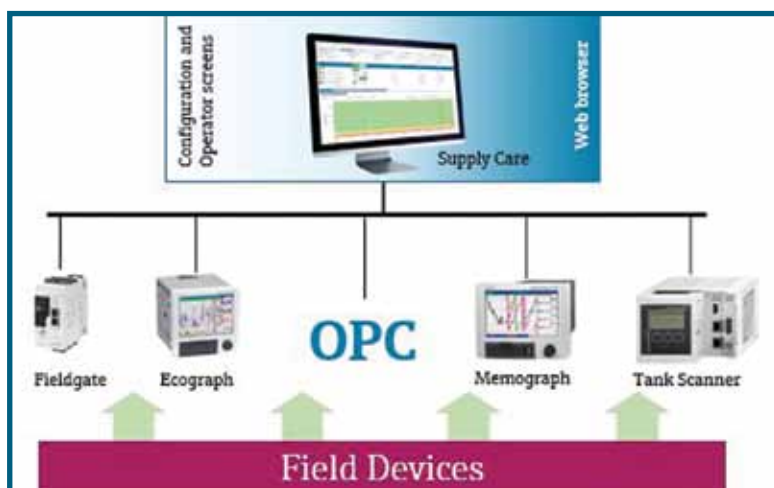 Configuration and
Operator screens
Supply Care
Web browser
OPC
Fieldgate
Ecograph
Memograph
Tank Scanner
Field Devices